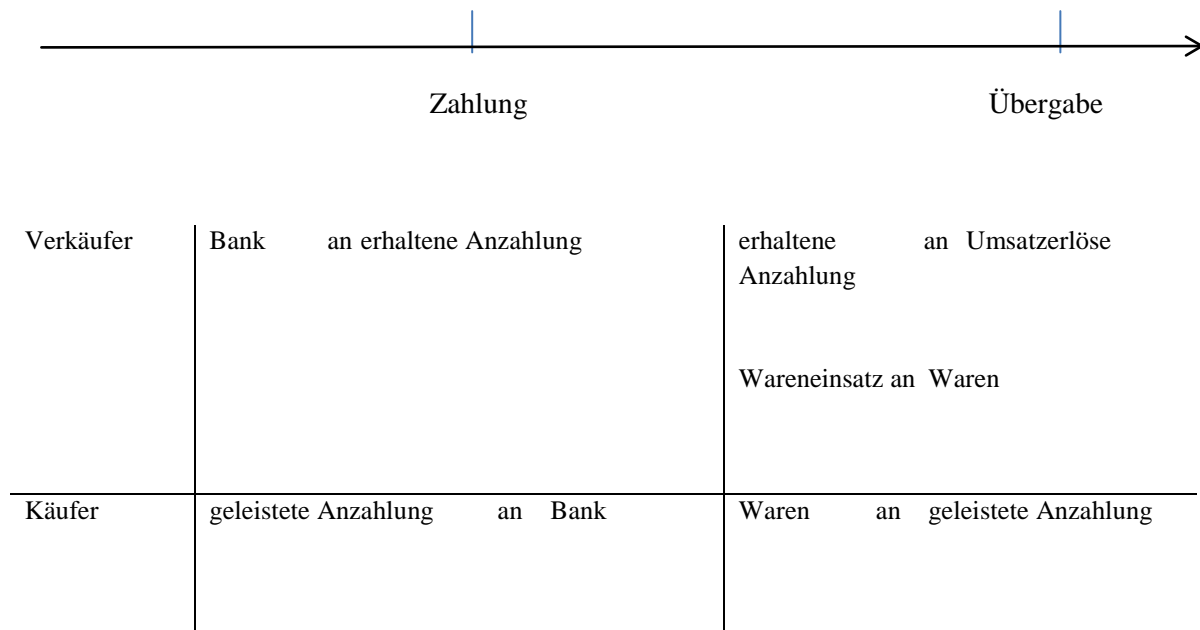 Zahlung Übergabe
Verkäufer Bank an erhaltene Anzahlung erhaltene an Umsatzerlöse
Anzahlung
Wareneinsatz an Waren
Käufer geleistete Anzahlung an Bank Waren an geleistete Anzahlung